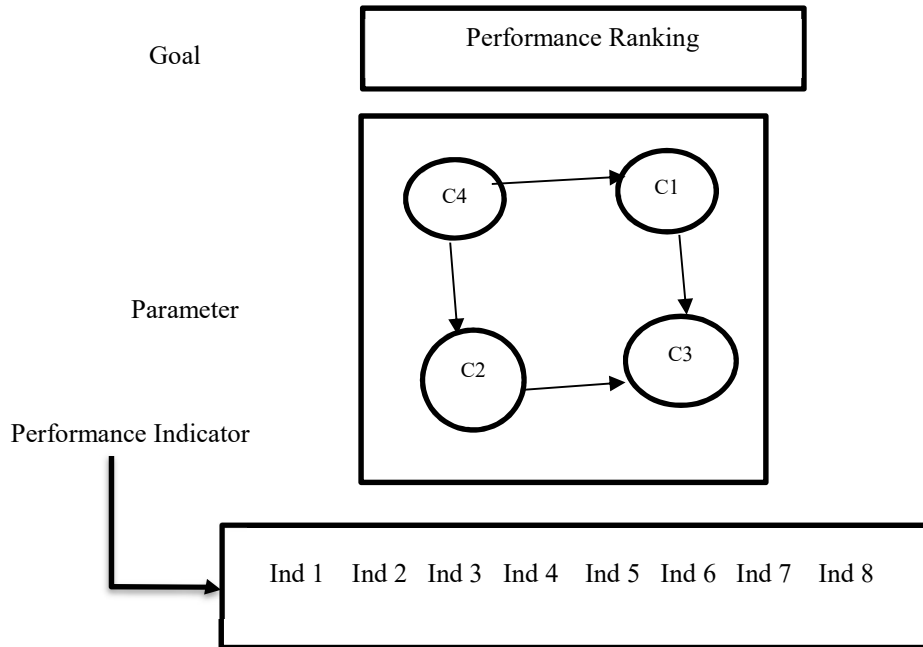 Performance Ranking
Goal
C4
C1
Parameter
C3
C2
Performance Indicator
Ind 1 Ind 2 Ind 3 Ind 4 Ind 5 Ind 6 Ind 7 Ind 8